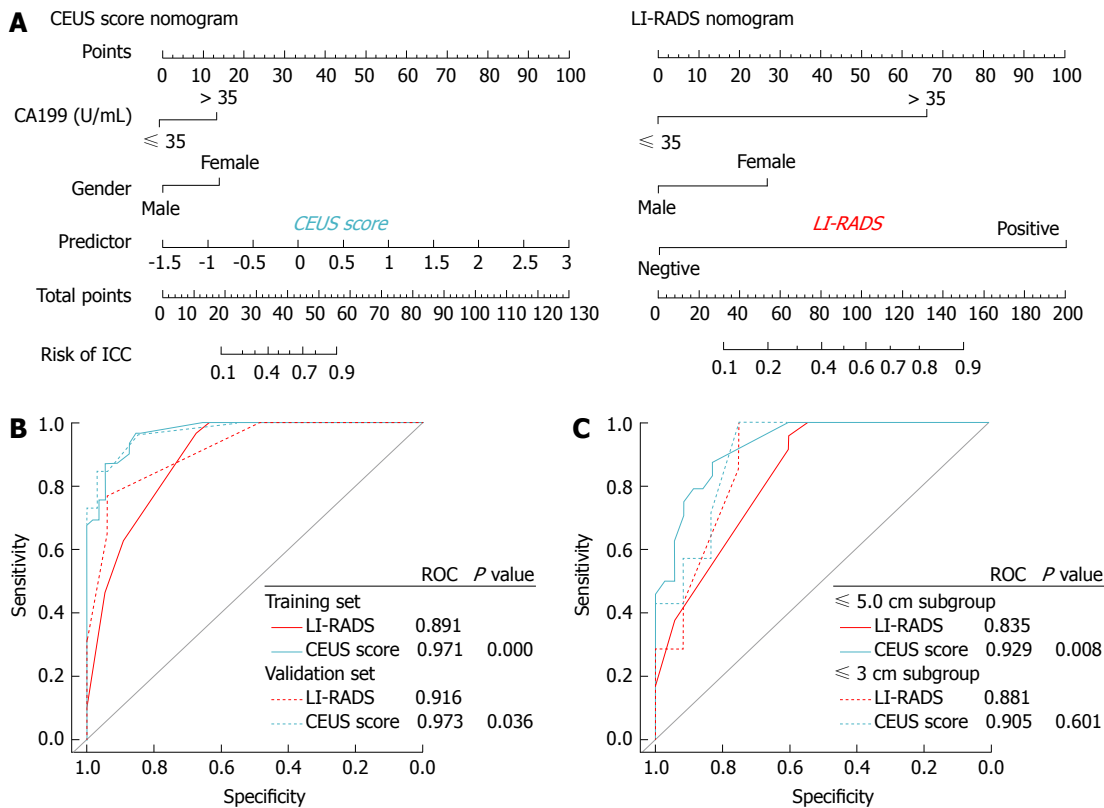 A
CEUS score nomogram
Points
0 10 20 30 40 50 60 70 80 90 100
> 35
CA199 (U/mL)
≤ 35
Female
Gender
Male
CEUS score
Predictor
-1.5 -1 -0.5 0 0.5 1 1.5 2 2.5 3
Total points
0 10 20 30 40 50 60 70 80 90 100 110 120 130
Risk of ICC
0.1 0.4 0.7 0.9
LI-RADS nomogram
0 10 20 30 40 50 60 70 80 90 100
> 35
≤ 35
Female
Male
LI-RADS
Positive
Negtive
0 20 40 60 80 100 120 140 160 180 200
0.1 0.2 0.4 0.6 0.7 0.8 0.9
B
1.0
0.8
0.6
0.4
0.2
0.0
Sensitivity
ROC P value
Training set
LI-RADS 0.891
CEUS score 0.971 0.000
Validation set
LI-RADS 0.916
CEUS score 0.973 0.036
1.0 0.8 0.6 0.4 0.2 0.0
Specificity
C
1.0
0.8
0.6
0.4
0.2
0.0
Sensitivity
ROC P value
≤ 5.0 cm subgroup
LI-RADS 0.835
CEUS score 0.929 0.008
≤ 3 cm subgroup
LI-RADS 0.881
CEUS score 0.905 0.601
1.0 0.8 0.6 0.4 0.2 0.0
Specificity